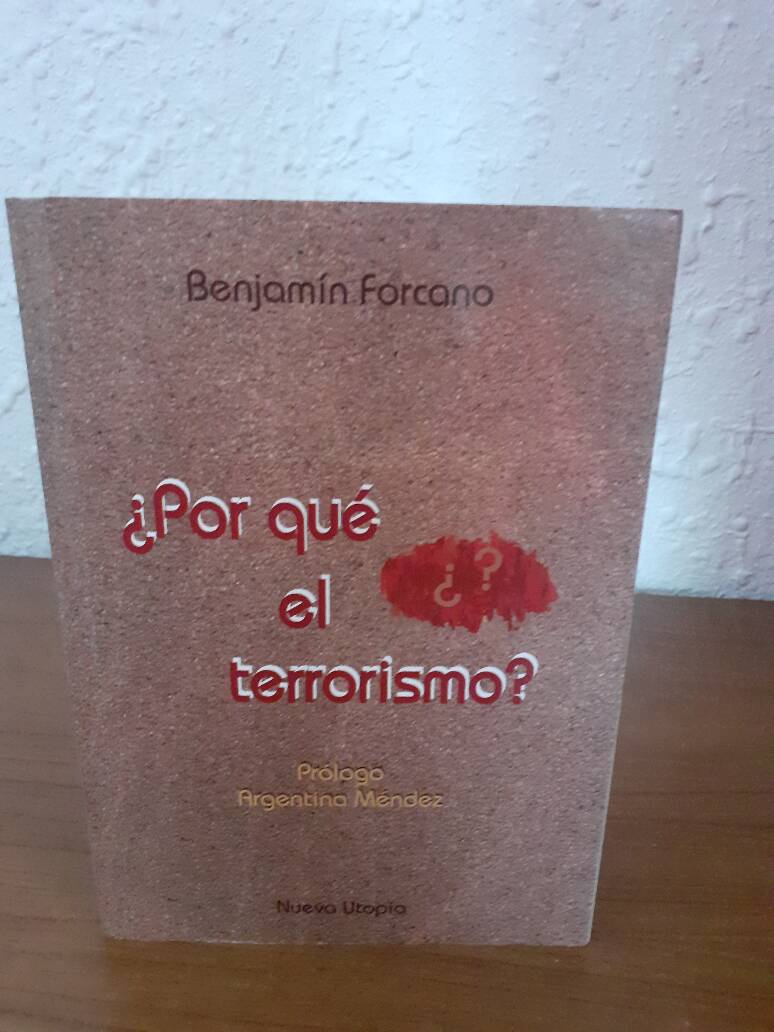 Benjamín Forcano
¿Por qué
¿?
el
terrorismo?
Prólogo
Argentina Méndez
Nueva Utopía